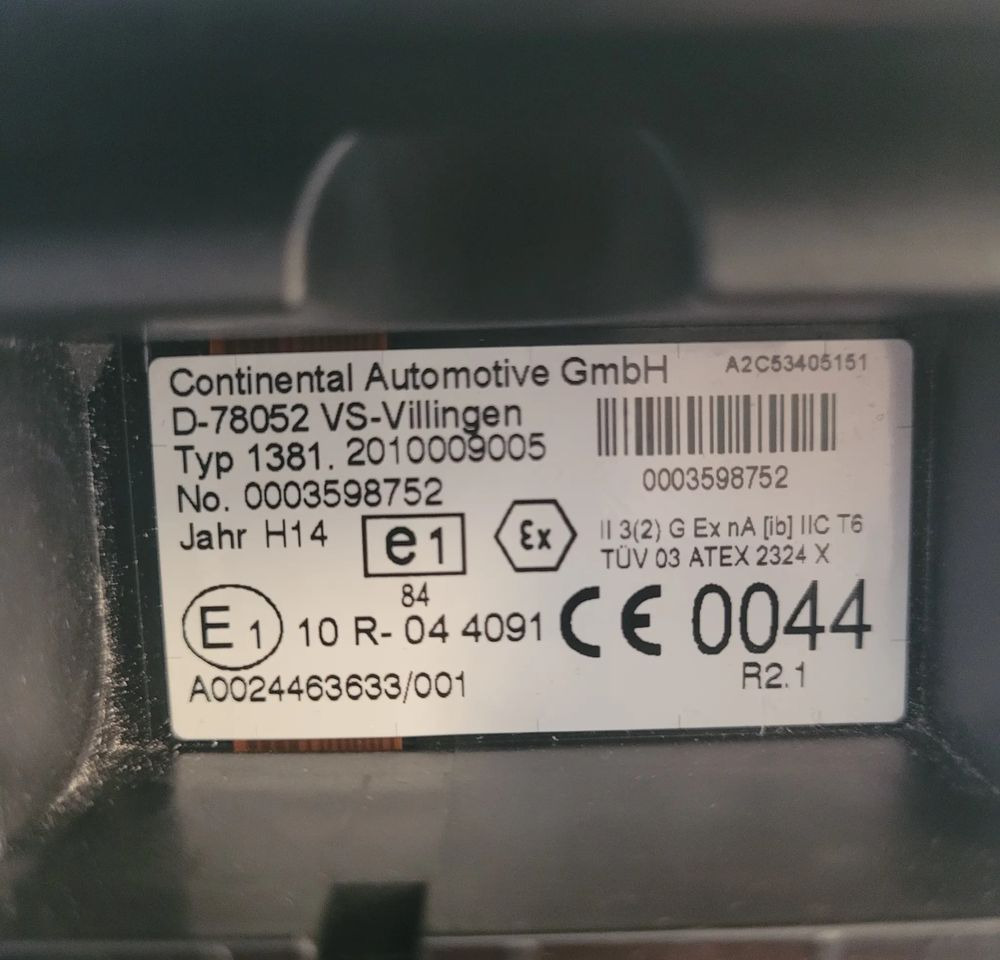 Continental Automotive GmbH
A2C53405151
D-78052 VS-Villingen
Typ 1381. 2010009005
No. 0003598752
0003598752
Jahr H14
e1
Ex
II 3(2) G Ex nA [ib] IIC T6
TÜV 03 ATEX 2324 X
84
E1 10 R- 04 4091
CE 0044
A0024463633/001
R2.1